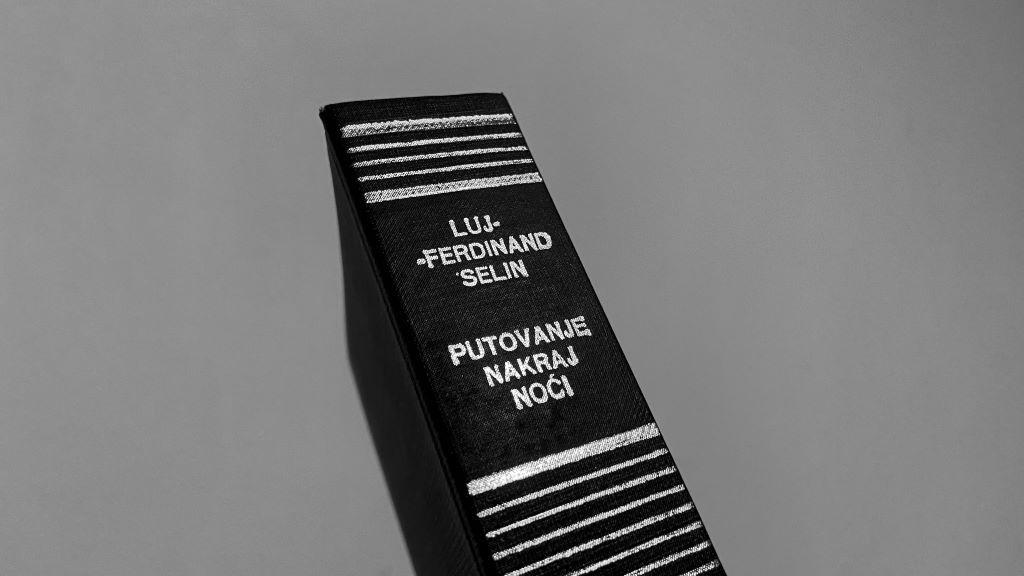 LUJ-
-FERDINAND
SELIN
PUTOVANJE
NAKRAJ
NOĆI